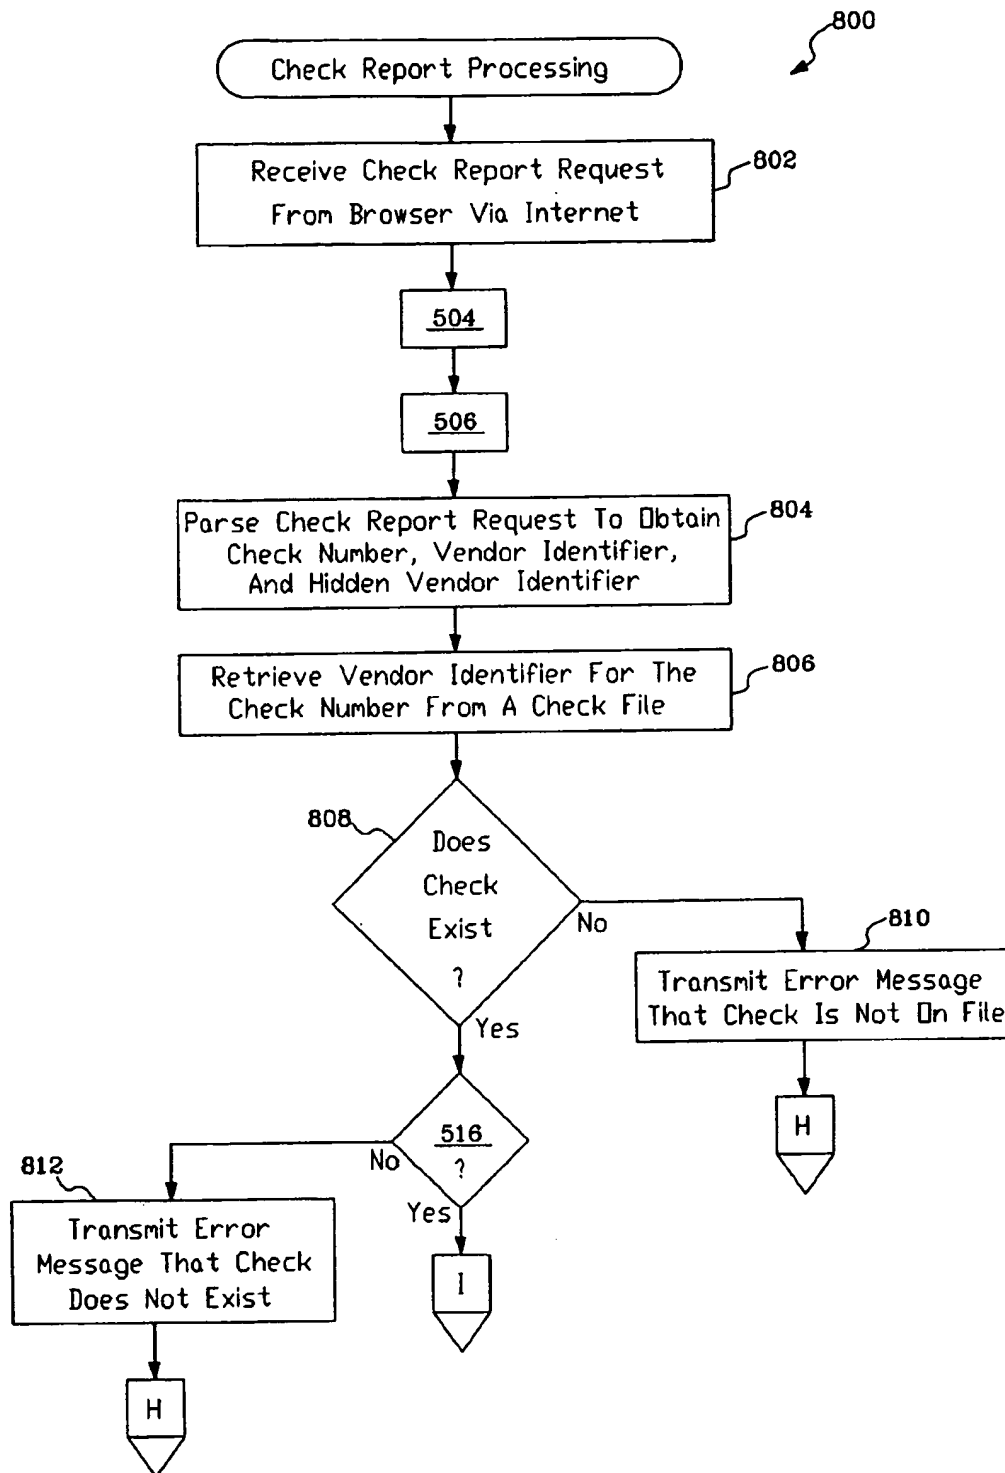 800
Check Report Processing
Receive Check Report Request
From Browser Via Internet
802
504
506
Parse Check Report Request To Obtain
Check Number, Vendor Identifier,
And Hidden Vendor Identifier
804
Retrieve Vendor Identifier For The
Check Number From A Check File
806
808
Does
Check
Exist
?
No
Yes
810
Transmit Error Message
That Check Is Not On File
H
516
?
No
Yes
812
Transmit Error
Message That Check
Does Not Exist
I
H